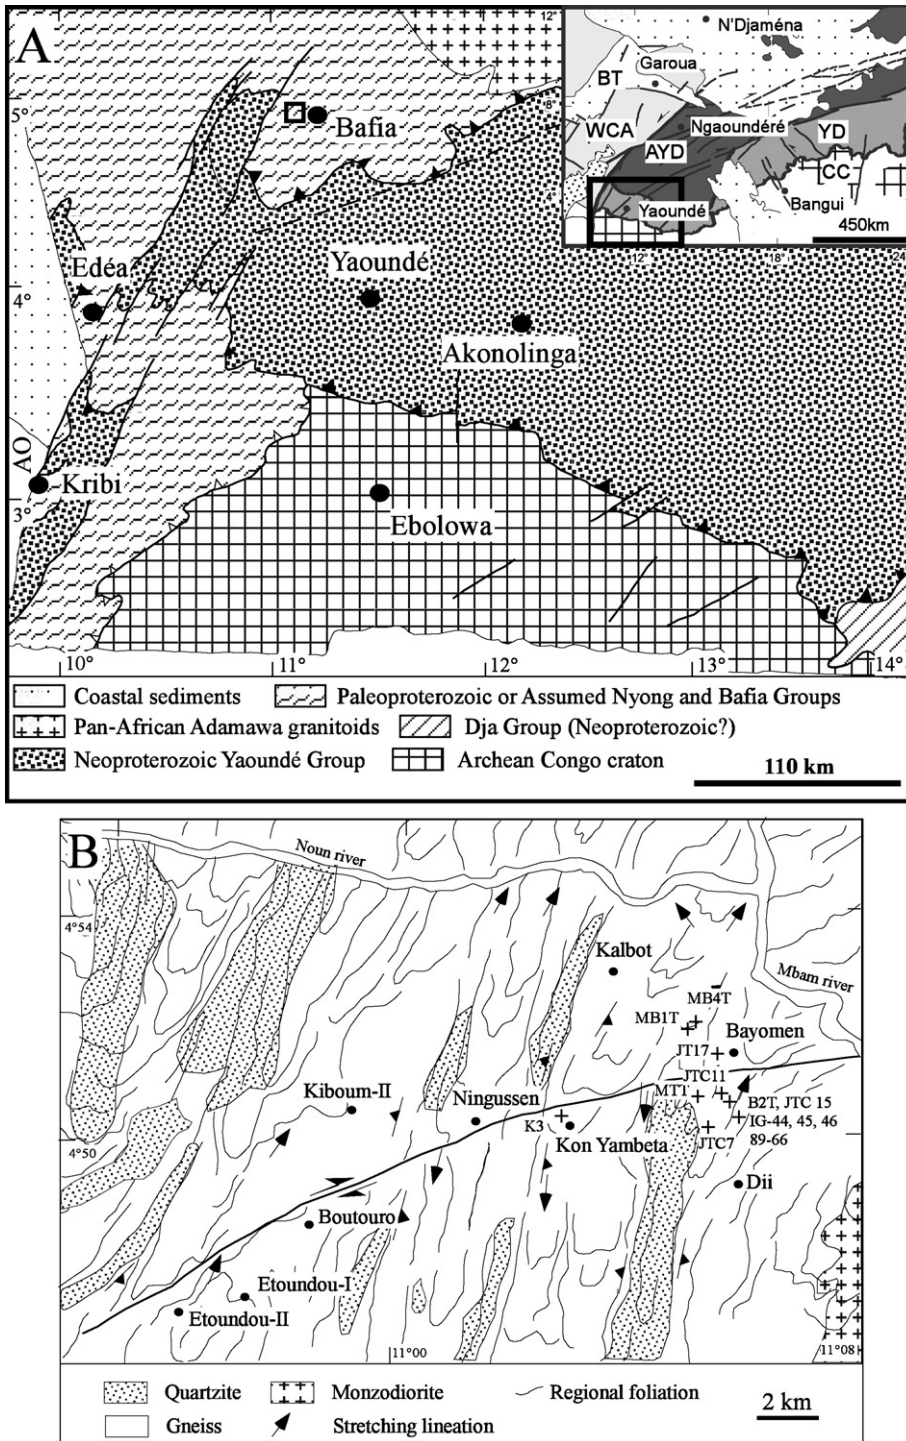 A
12°
N'Djaména
Garoua
BT
5°
8°
Bafia
WCA
Ngaoundéré
YD
AYD
CC
Bangui
Yaoundé
450km
12°
18°
24°
Edéa
Yaoundé
4°
Akonolinga
AO
Kribi
3°
Ebolowa
10°
11°
12°
13°
14°
Coastal sediments
Paleoproterozoic or Assumed Nyong and Bafia Groups
Pan-African Adamawa granitoids
Dja Group (Neoproterozoic?)
Neoproterozoic Yaoundé Group
Archean Congo craton
110 km
B
Noun river
4°54
Kalbot
Mbam river
MB4T
MB1T
Bayomen
JT17
JTC11
Kiboum-II
MTT
Ningussen
B2T, JTC 15
K3
IG-44, 45, 46
Kon Yambeta
JTC7
89-66
4°50
Dii
Boutouro
Etoundou-I
Etoundou-II
11°00
11°08
Quartzite
Monzodiorite
Regional foliation
Gneiss
Stretching lineation
2 km